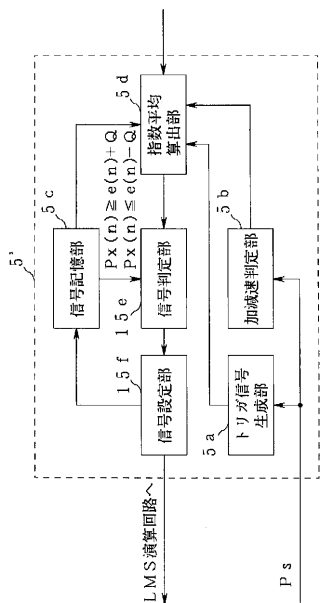 5'
5c
信号記憶部
Px(n)≧e(n)+Q
Px(n)≦e(n)-Q
15f
信号設定部
15e
信号判定部
5d
指数平均
算出部
LMS演算回路へ
5a
トリガ信号
生成部
5b
加減速判定部
Ps